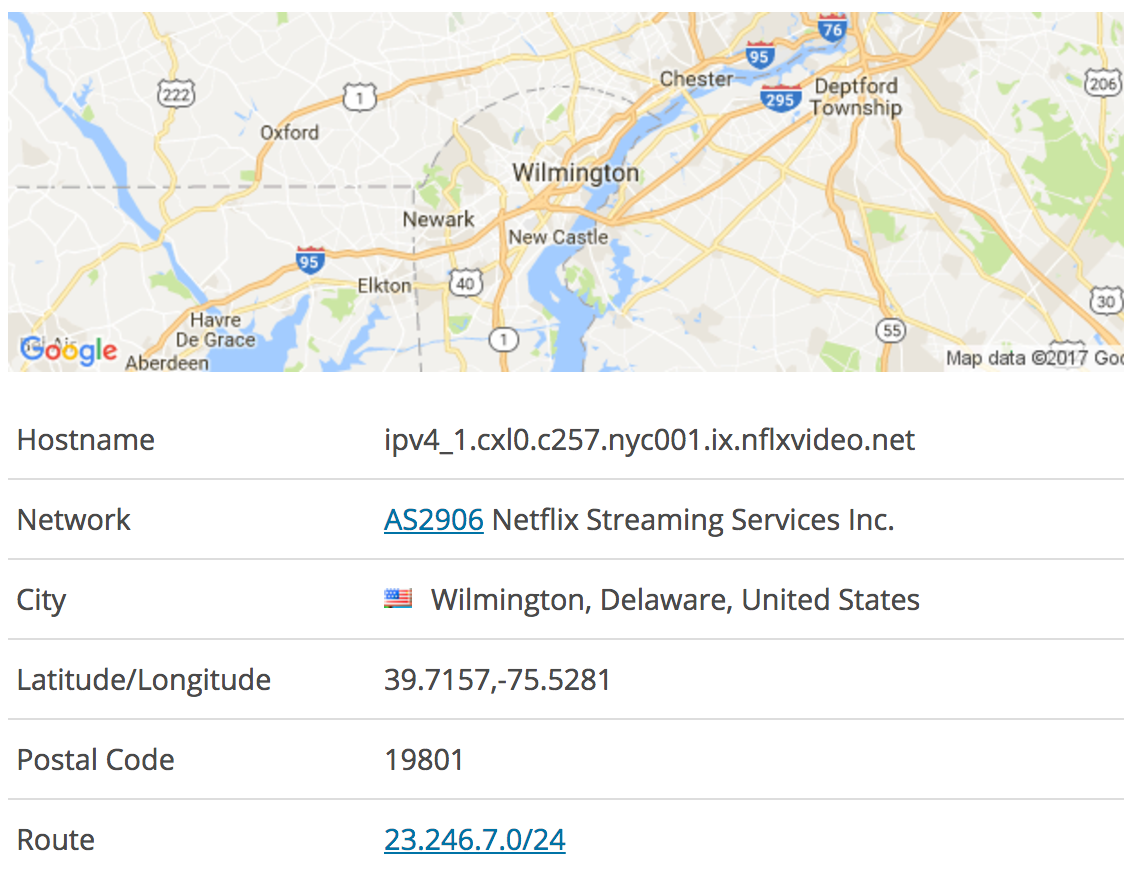 76
95
Chester
222
1
295
Deptford
Township
206
Oxford
Wilmington
Newark
New Castle
95
Elkton
40
30
Havre
De Grace
1
55
Google
Aberdeen
Map data ©2017 Goo
Hostname ipv4_1.cxl0.c257.nyc001.ix.nflxvideo.net
Network AS2906 Netflix Streaming Services Inc.
City Wilmington, Delaware, United States
Latitude/Longitude 39.7157,-75.5281
Postal Code 19801
Route 23.246.7.0/24